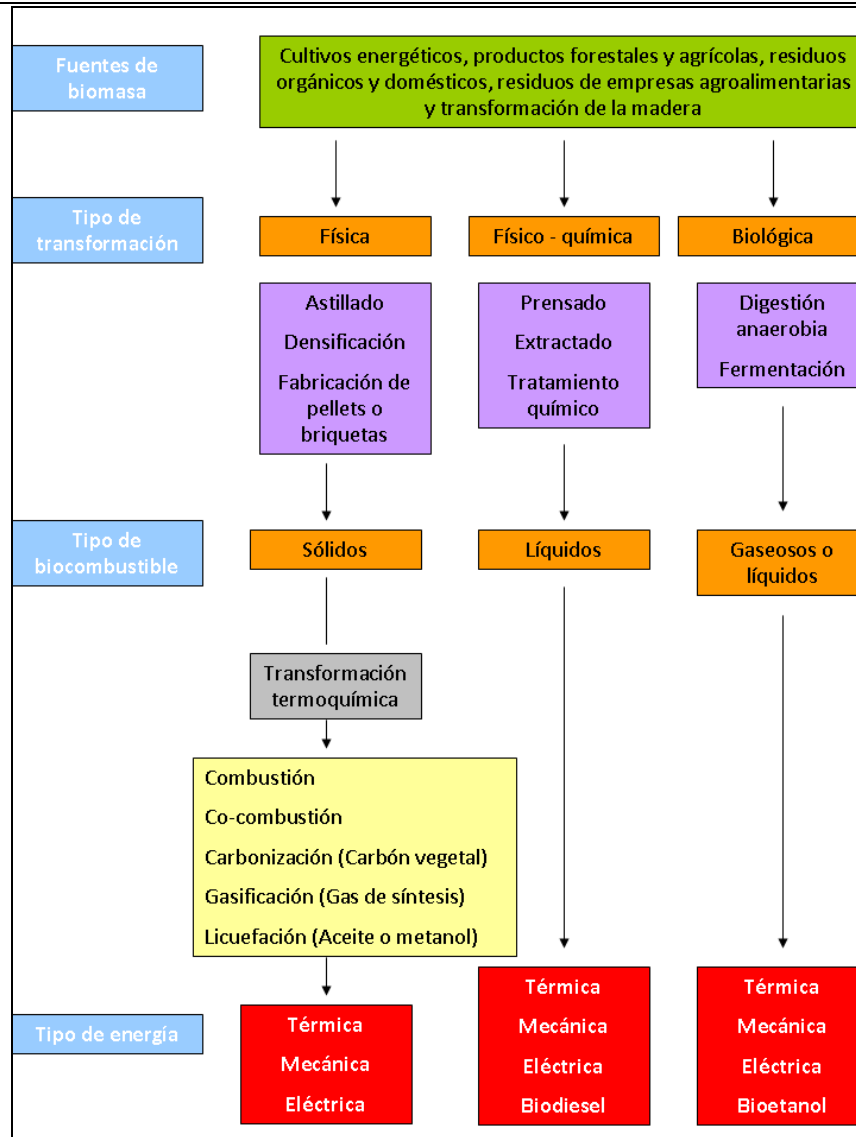 Fuentes de
biomasa
Cultivos energéticos, productos forestales y agrícolas, residuos
orgánicos y domésticos, residuos de empresas agroalimentarias
y transformación de la madera
Tipo de
transformación
Física
Físico - química
Biológica
Astillado
Densificación
Fabricación de
pellets o
briquetas
Prensado
Extractado
Tratamiento
químico
Digestión
anaerobia
Fermentación
Tipo de
biocombustible
Sólidos
Líquidos
Gaseosos o
líquidos
Transformación
termoquímica
Combustión
Co-combustión
Carbonización (Carbón vegetal)
Gasificación (Gas de síntesis)
Licuefación (Aceite o metanol)
Tipo de energía
Térmica
Mecánica
Eléctrica
Térmica
Mecánica
Eléctrica
Biodiesel
Térmica
Mecánica
Eléctrica
Bioetanol